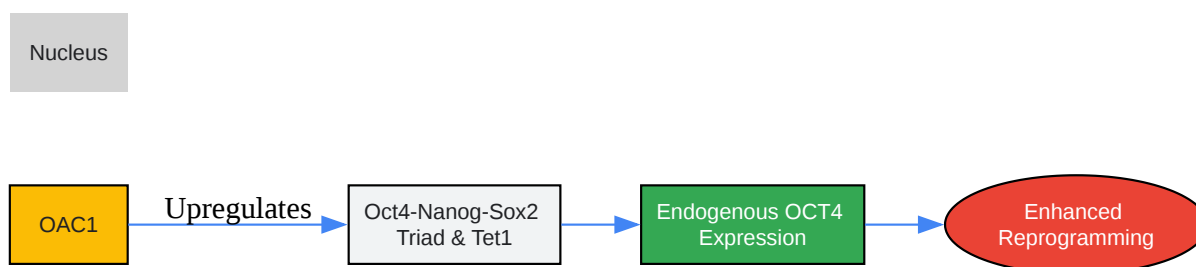 Nucleus
OAC1
Upregulates
Oct4-Nanog-Sox2
Triad & Tet1
Endogenous OCT4
Expression
Enhanced
Reprogramming